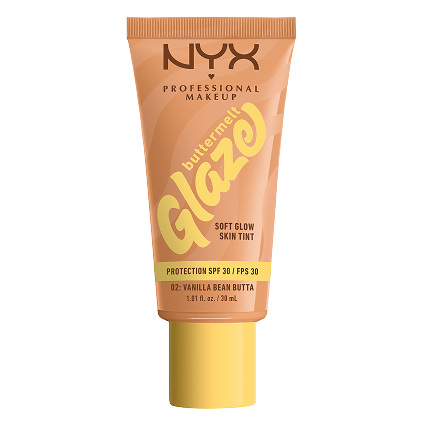 NYX
PROFESSIONAL
MAKEUP
buttermelt
Glaze
SOFT GLOW
SKIN TINT
PROTECTION SPF 30 / FPS 30
02: VANILLA BEAN BUTTA
1.01 fl. oz. / 30 mL